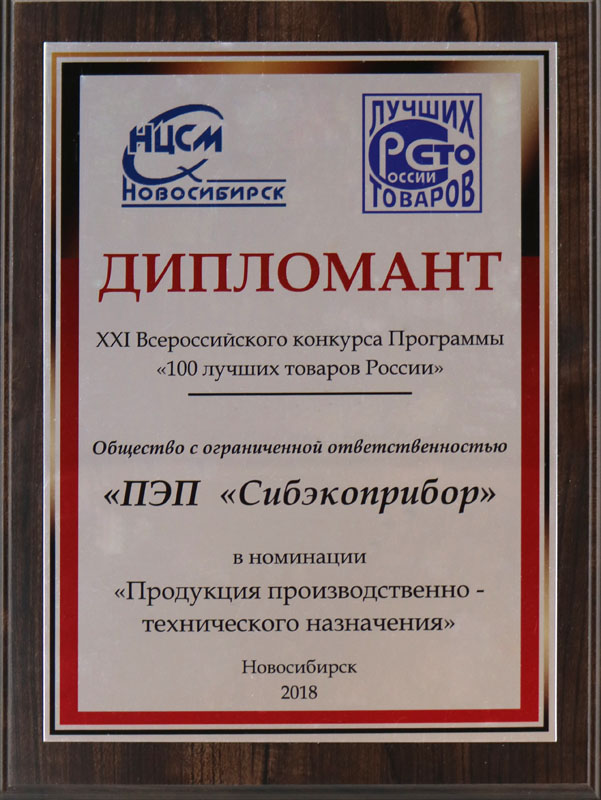 НЦСМ
НОВОСИБИРСК
ЛУЧШИХ
СТО
РОССИИ
ТОВАРОВ
ДИПЛОМАНТ
XXI Всероссийского конкурса Программы
«100 лучших товаров России»
Общество с ограниченной ответственностью
«ПЭП «Сибэкоприбор»
в номинации
«Продукция производственно -
технического назначения»
Новосибирск
2018